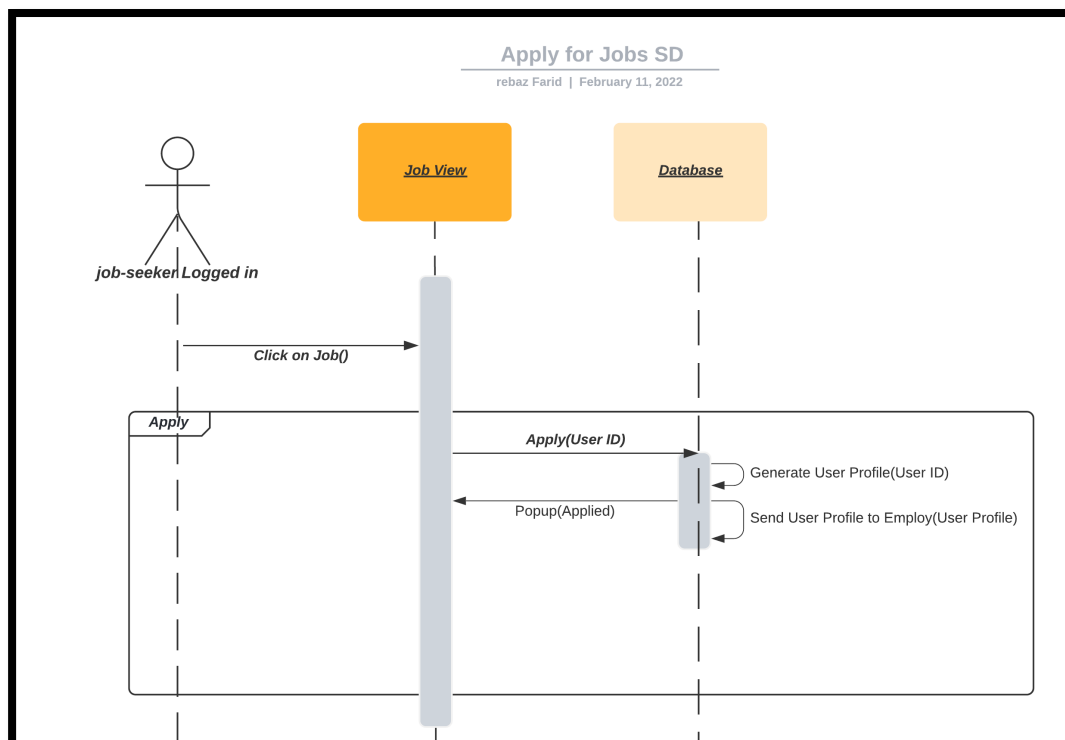 Apply for Jobs SD
rebaz Farid | February 11, 2022
Job View
Database
job-seeker Logged in
Click on Job()
Apply
Apply(User ID)
Generate User Profile(User ID)
Popup(Applied)
Send User Profile to Employ(User Profile)